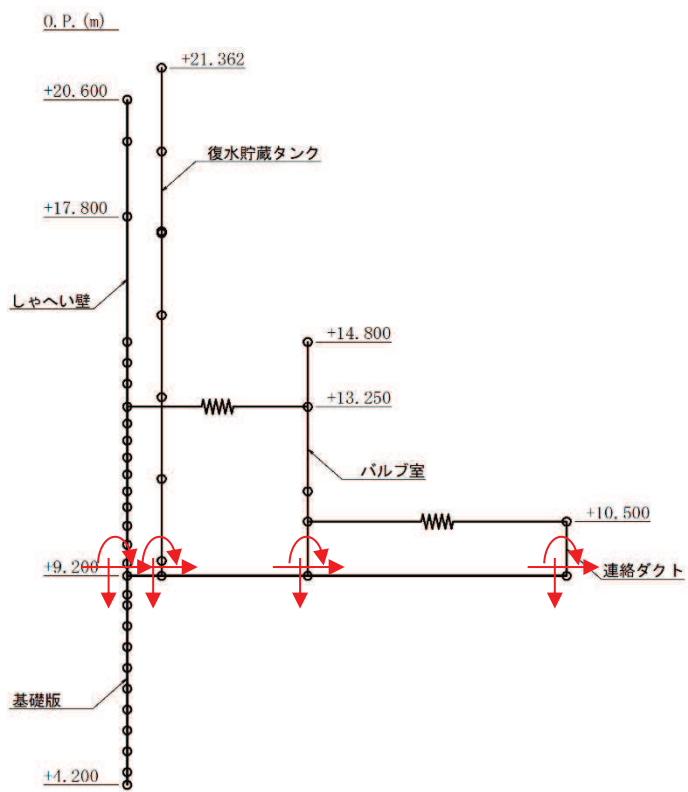 O.P.(m)
+21.362
+20.600
復水貯蔵タンク
+17.800
しゃへい壁
+14.800
+13.250
バルブ室
+10.500
+9.200
連絡ダクト
基礎版
+4.200